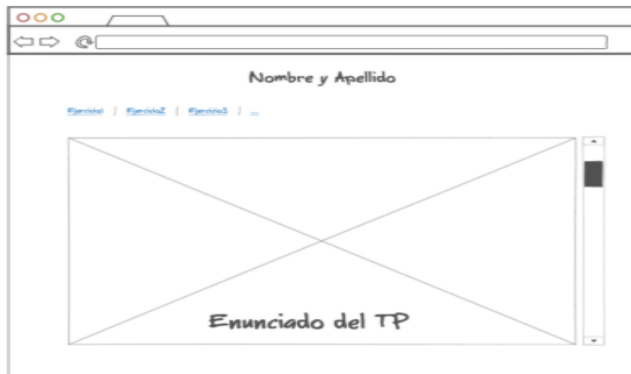 Nombre y Apellido
Ejercicio1 | Ejercicio2 | Ejercicio3 | ...
Enunciado del TP